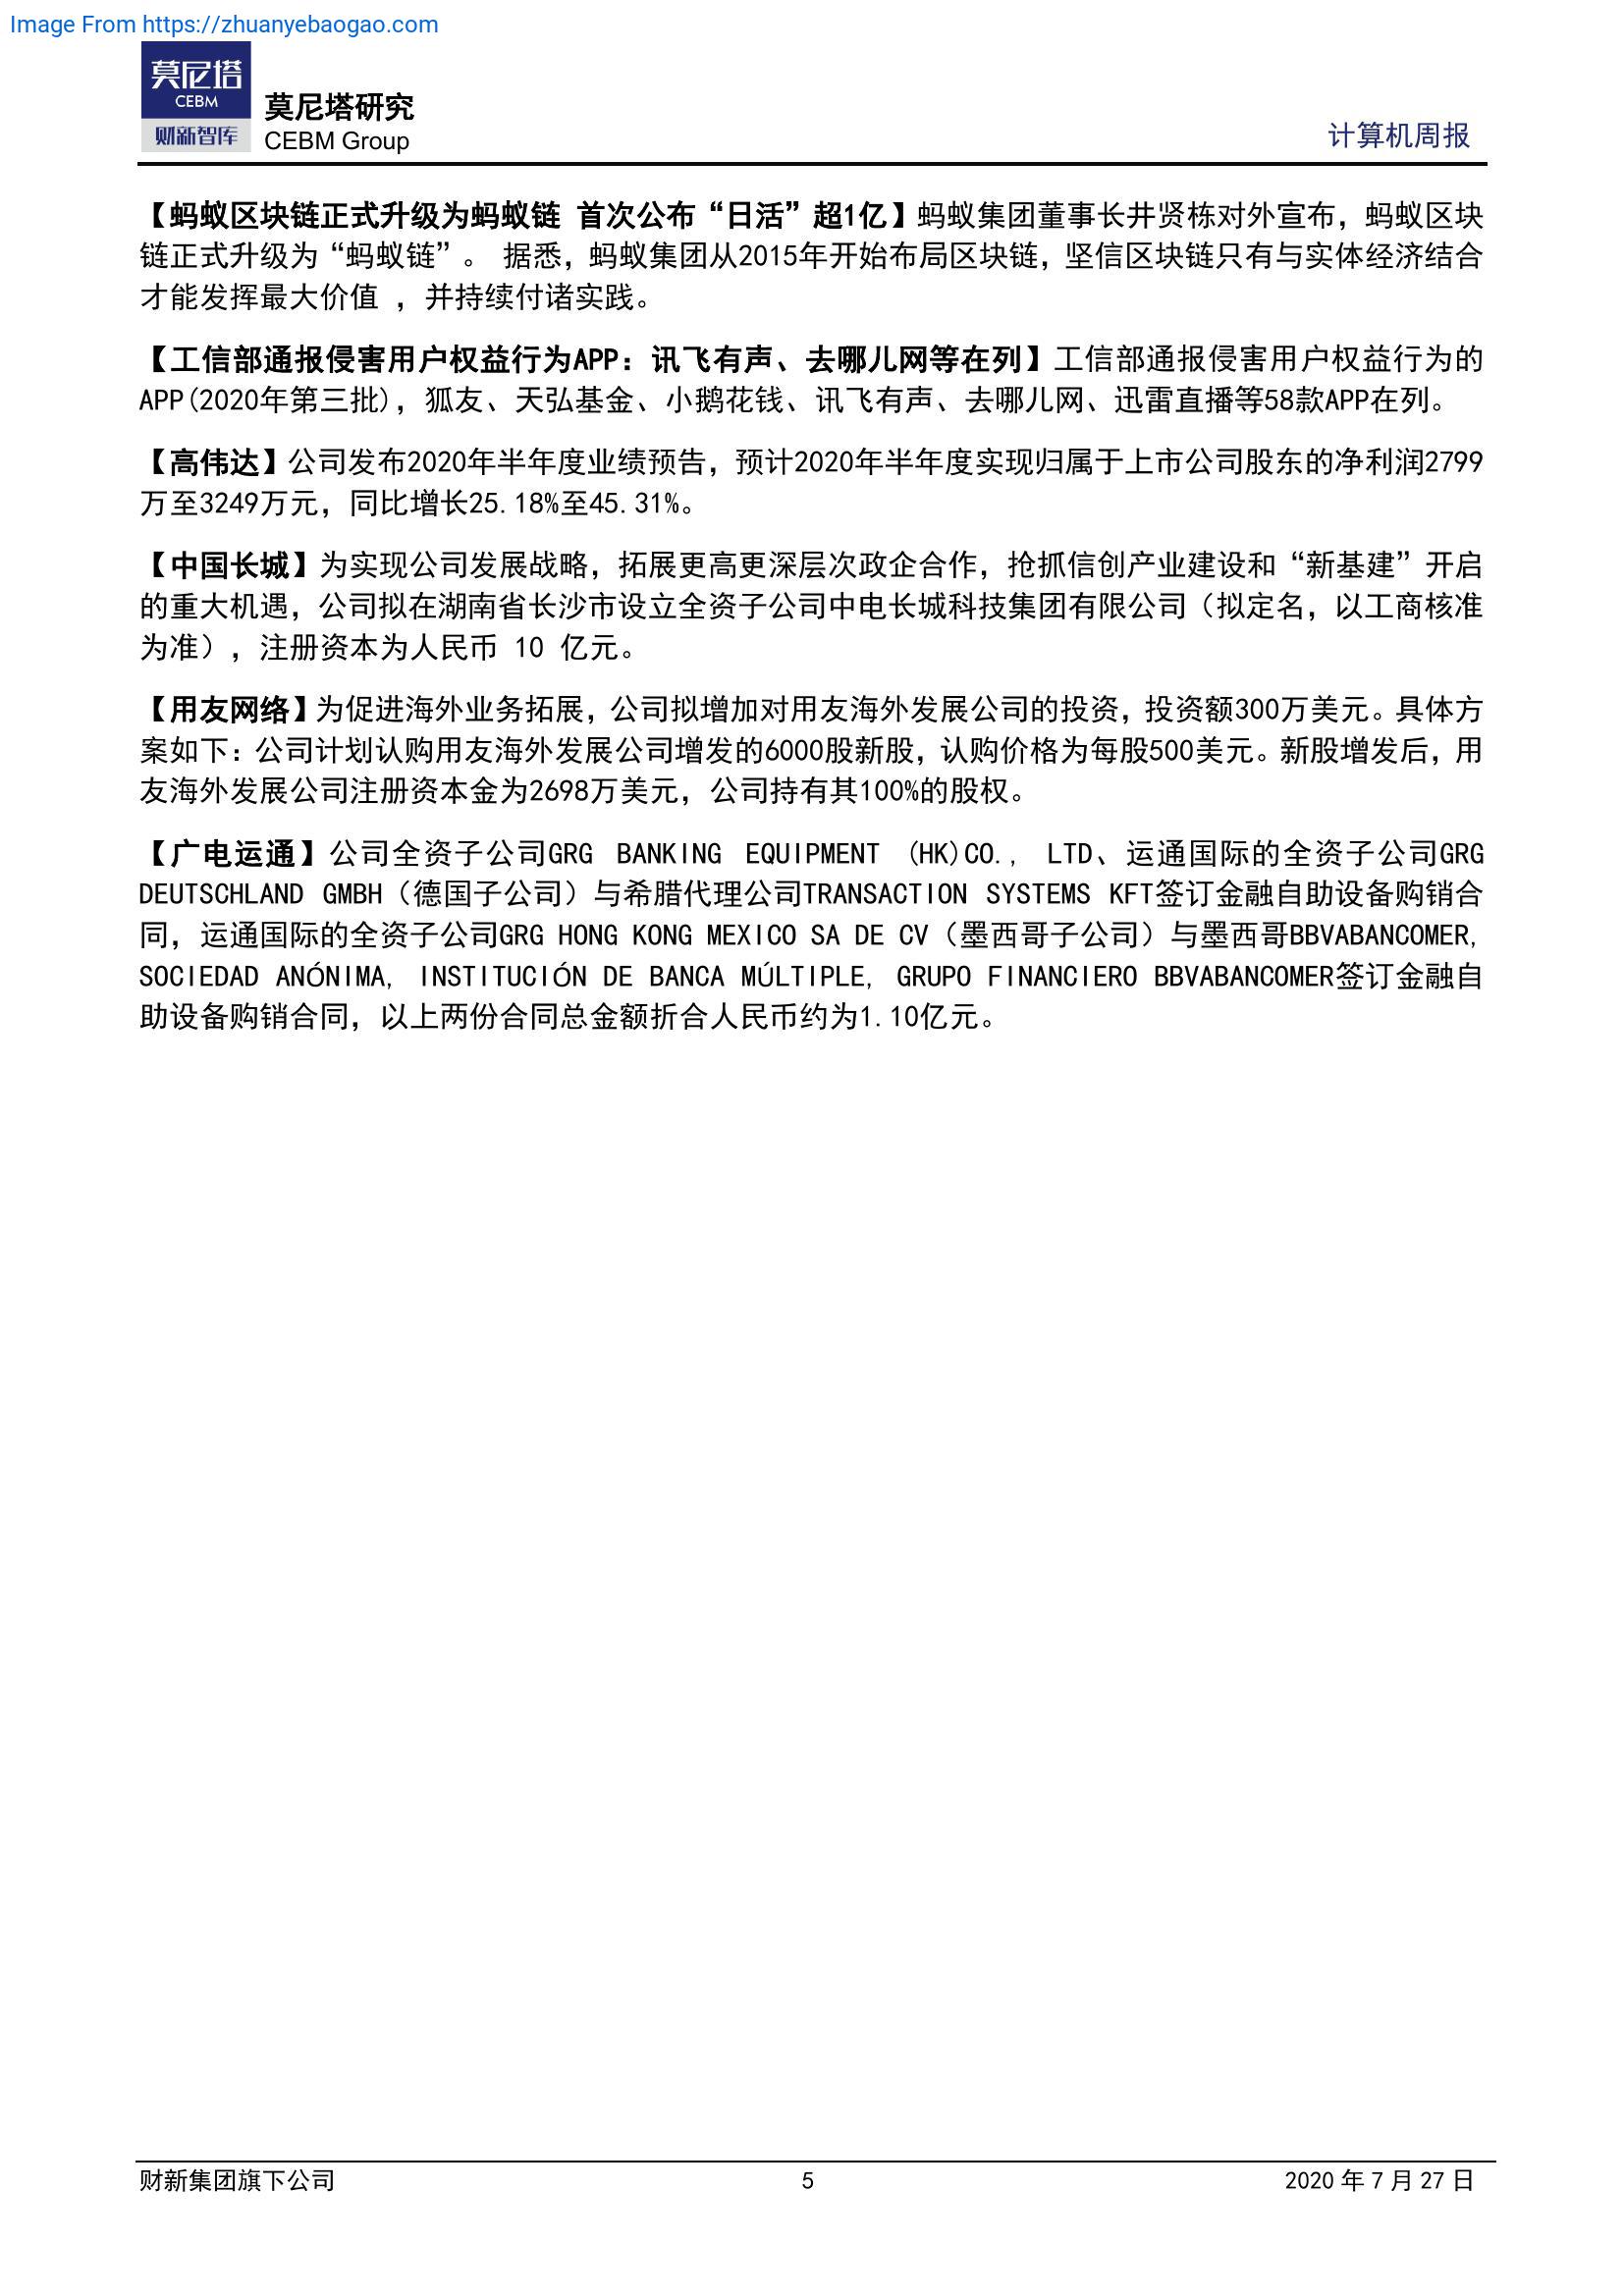 Image From https://zhuanyebaogao.com
莫尼塔
CEBM
财新智库
莫尼塔研究
CEBM Group
计算机周报
【蚂蚁区块链正式升级为蚂蚁链 首次公布“日活”超1亿】蚂蚁集团董事长井贤栋对外宣布，蚂蚁区块
链正式升级为“蚂蚁链”。 据悉，蚂蚁集团从2015年开始布局区块链，坚信区块链只有与实体经济结合
才能发挥最大价值 ，并持续付诸实践。
【工信部通报侵害用户权益行为APP：讯飞有声、去哪儿网等在列】工信部通报侵害用户权益行为的
APP(2020年第三批)，狐友、天弘基金、小鹅花钱、讯飞有声、去哪儿网、迅雷直播等58款APP在列。
【高伟达】公司发布2020年半年度业绩预告，预计2020年半年度实现归属于上市公司股东的净利润2799
万至3249万元，同比增长25.18%至45.31%。
【中国长城】为实现公司发展战略，拓展更高更深层次政企合作，抢抓信创产业建设和“新基建”开启
的重大机遇，公司拟在湖南省长沙市设立全资子公司中电长城科技集团有限公司（拟定名，以工商核准
为准），注册资本为人民币 10 亿元。
【用友网络】为促进海外业务拓展，公司拟增加对用友海外发展公司的投资，投资额300万美元。具体方
案如下：公司计划认购用友海外发展公司增发的6000股新股，认购价格为每股500美元。新股增发后，用
友海外发展公司注册资本金为2698万美元，公司持有其100%的股权。
【广电运通】公司全资子公司GRG BANKING EQUIPMENT (HK)CO., LTD、运通国际的全资子公司GRG
DEUTSCHLAND GMBH（德国子公司）与希腊代理公司TRANSACTION SYSTEMS KFT签订金融自助设备购销合
同，运通国际的全资子公司GRG HONG KONG MEXICO SA DE CV（墨西哥子公司）与墨西哥BBVABANCOMER,
SOCIEDAD ANÓNIMA, INSTITUCIÓN DE BANCA MÚLTIPLE, GRUPO FINANCIERO BBVABANCOMER签订金融自
助设备购销合同，以上两份合同总金额折合人民币约为1.10亿元。
财新集团旗下公司
5
2020 年 7 月 27 日